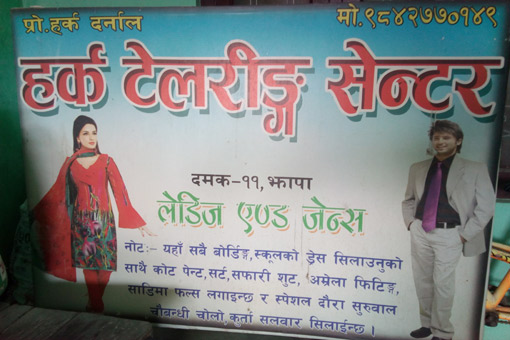 प्रो.हर्क दर्नाल
मो.९८४२७७०१४९
हर्क टेलरीङ्ग सेन्टर
दमक-११, झापा
लेडिज एण्ड जेन्स
नोटः- यहाँ सबै बोर्डिङ्ग,स्कूलको ड्रेस सिलाउनुको
साथै कोट पेन्ट,सर्ट,सफारी शुट, अम्रेला फिटिङ्ग,
साडिमा फल्स लगाइन्छ र स्पेशल दौरा सुरुवाल
चौबन्धी चोलो,कुर्ता सलवार सिलाईन्छ ।